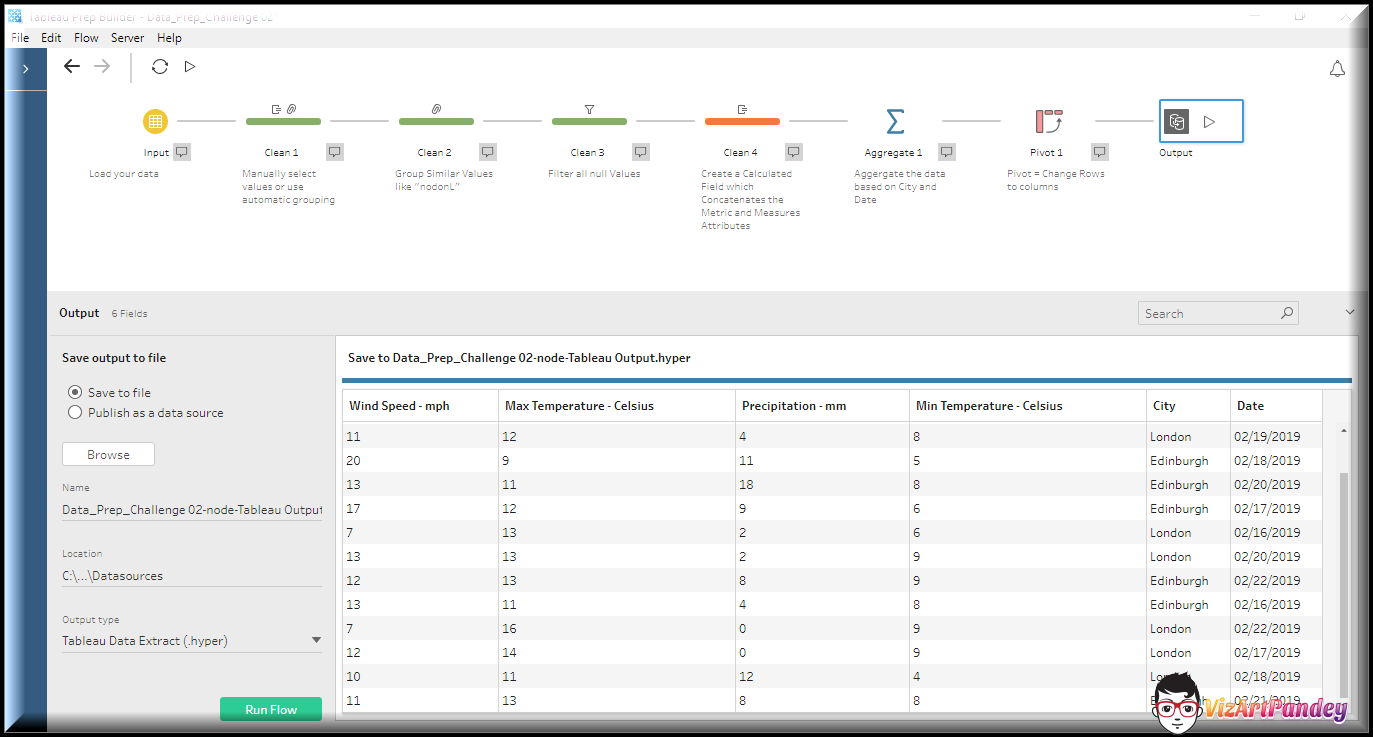 Tableau Prep Builder - Data_Prep_Challenge 02
File Edit Flow Server Help
Input Clean 1 Clean 2 Clean 3 Clean 4 Aggregate 1 Pivot 1 Output
Load your data
Manually select
values or use
automatic grouping
Group Similar Values
like "nodonL"
Filter all null Values
Create a Calculated
Field which
Concatenates the
Metric and Measures
Attributes
Aggergate the data
based on City and
Date
Pivot = Change Rows
to columns
Output 6 Fields
Search
Save output to file
Save to file
Publish as a data source
Browse
Name
Data_Prep_Challenge 02-node-Tableau Output
Location
C:\...\Datasources
Output type
Tableau Data Extract (.hyper)
Run Flow
Save to Data_Prep_Challenge 02-node-Tableau Output.hyper
Wind Speed - mph Max Temperature - Celsius Precipitation - mm Min Temperature - Celsius City Date
11 12 4 8 London 02/19/2019
20 9 11 5 Edinburgh 02/18/2019
13 11 18 8 Edinburgh 02/20/2019
17 12 9 6 Edinburgh 02/17/2019
7 13 2 6 London 02/16/2019
13 13 2 9 London 02/20/2019
12 13 8 9 Edinburgh 02/22/2019
13 11 4 8 Edinburgh 02/16/2019
7 16 0 9 London 02/22/2019
12 14 0 9 London 02/17/2019
10 11 12 4 02/18/2019
11 13 8 8
VizArtPandey